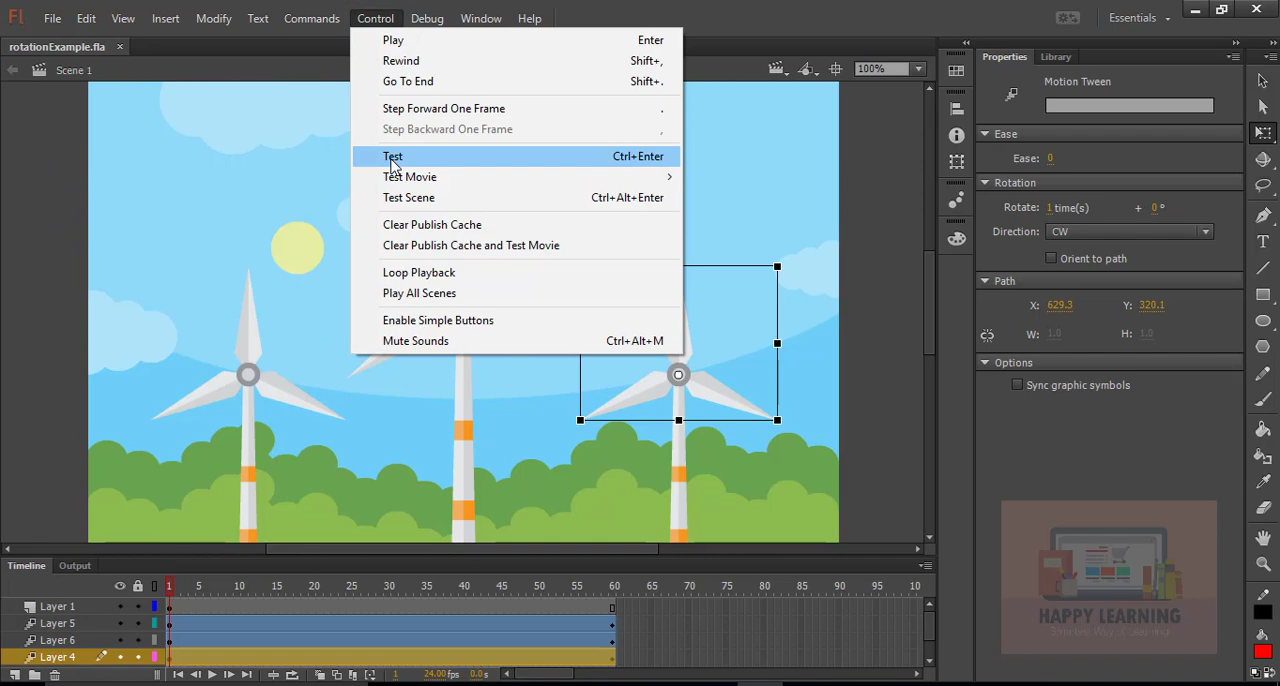 Fl File Edit View Insert Modify Text Commands Control Debug Window Help Essentials
rotationExample.fla ×
Scene 1 100%
Play Enter
Rewind Shift+,
Go To End Shift+.
Step Forward One Frame .
Step Backward One Frame ,
Test Ctrl+Enter
Test Movie
Test Scene Ctrl+Alt+Enter
Clear Publish Cache
Clear Publish Cache and Test Movie
Loop Playback
Play All Scenes
Enable Simple Buttons
Mute Sounds Ctrl+Alt+M
Properties Library
Motion Tween
Ease
Ease: 0
Rotation
Rotate: 1 time(s) + 0 °
Direction: CW
Orient to path
Path
X: 629.3 Y: 320.1
W: 1.0 H: 1.0
Options
Sync graphic symbols
HAPPY LEARNING
Timeline Output
1 5 10 15 20 25 30 35 40 45 50 55 60 65 70 75 80 85 90 95 10
Layer 1
Layer 5
Layer 6
Layer 4
1 24.00 fps 0.0 s